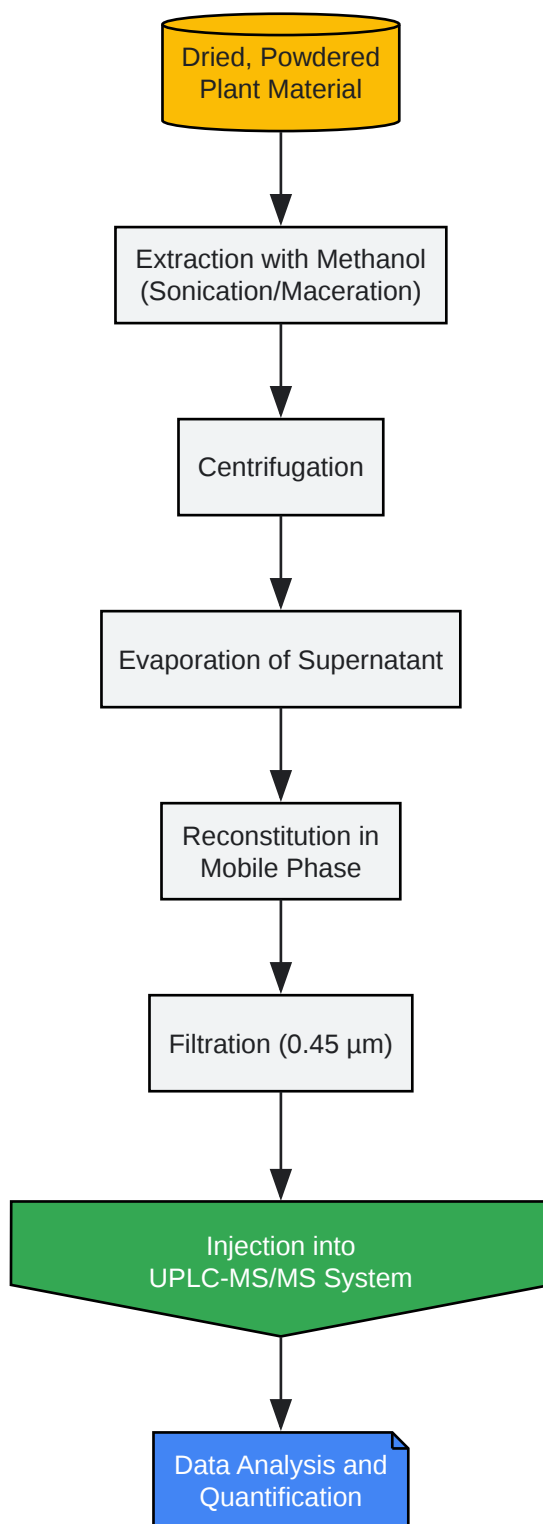 Dried, Powdered
Plant Material
Extraction with Methanol
(Sonication/Maceration)
Centrifugation
Evaporation of Supernatant
Reconstitution in
Mobile Phase
Filtration (0.45 µm)
Injection into
UPLC-MS/MS System
Data Analysis and
Quantification